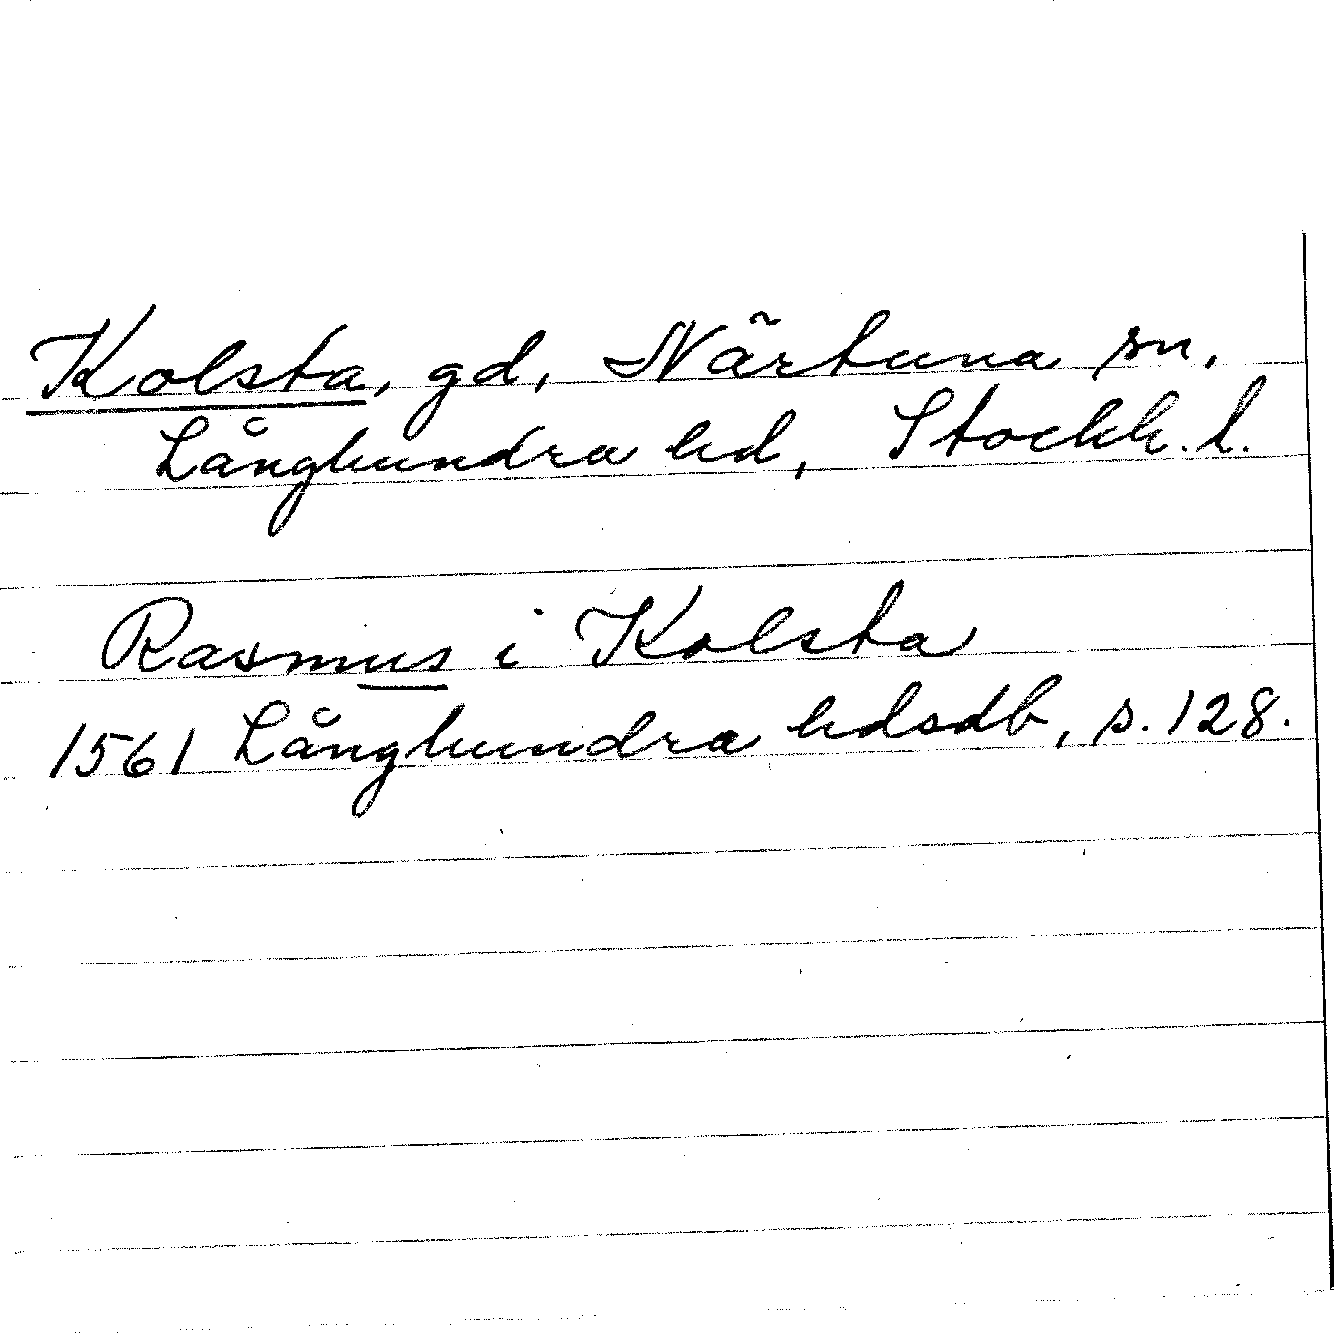 Kolsta, gd, Närtuna sn,
Långhundra hd, Stockh. l.
Rasmus i Kolsta
1561 Långhundra hdsdb, s. 128.